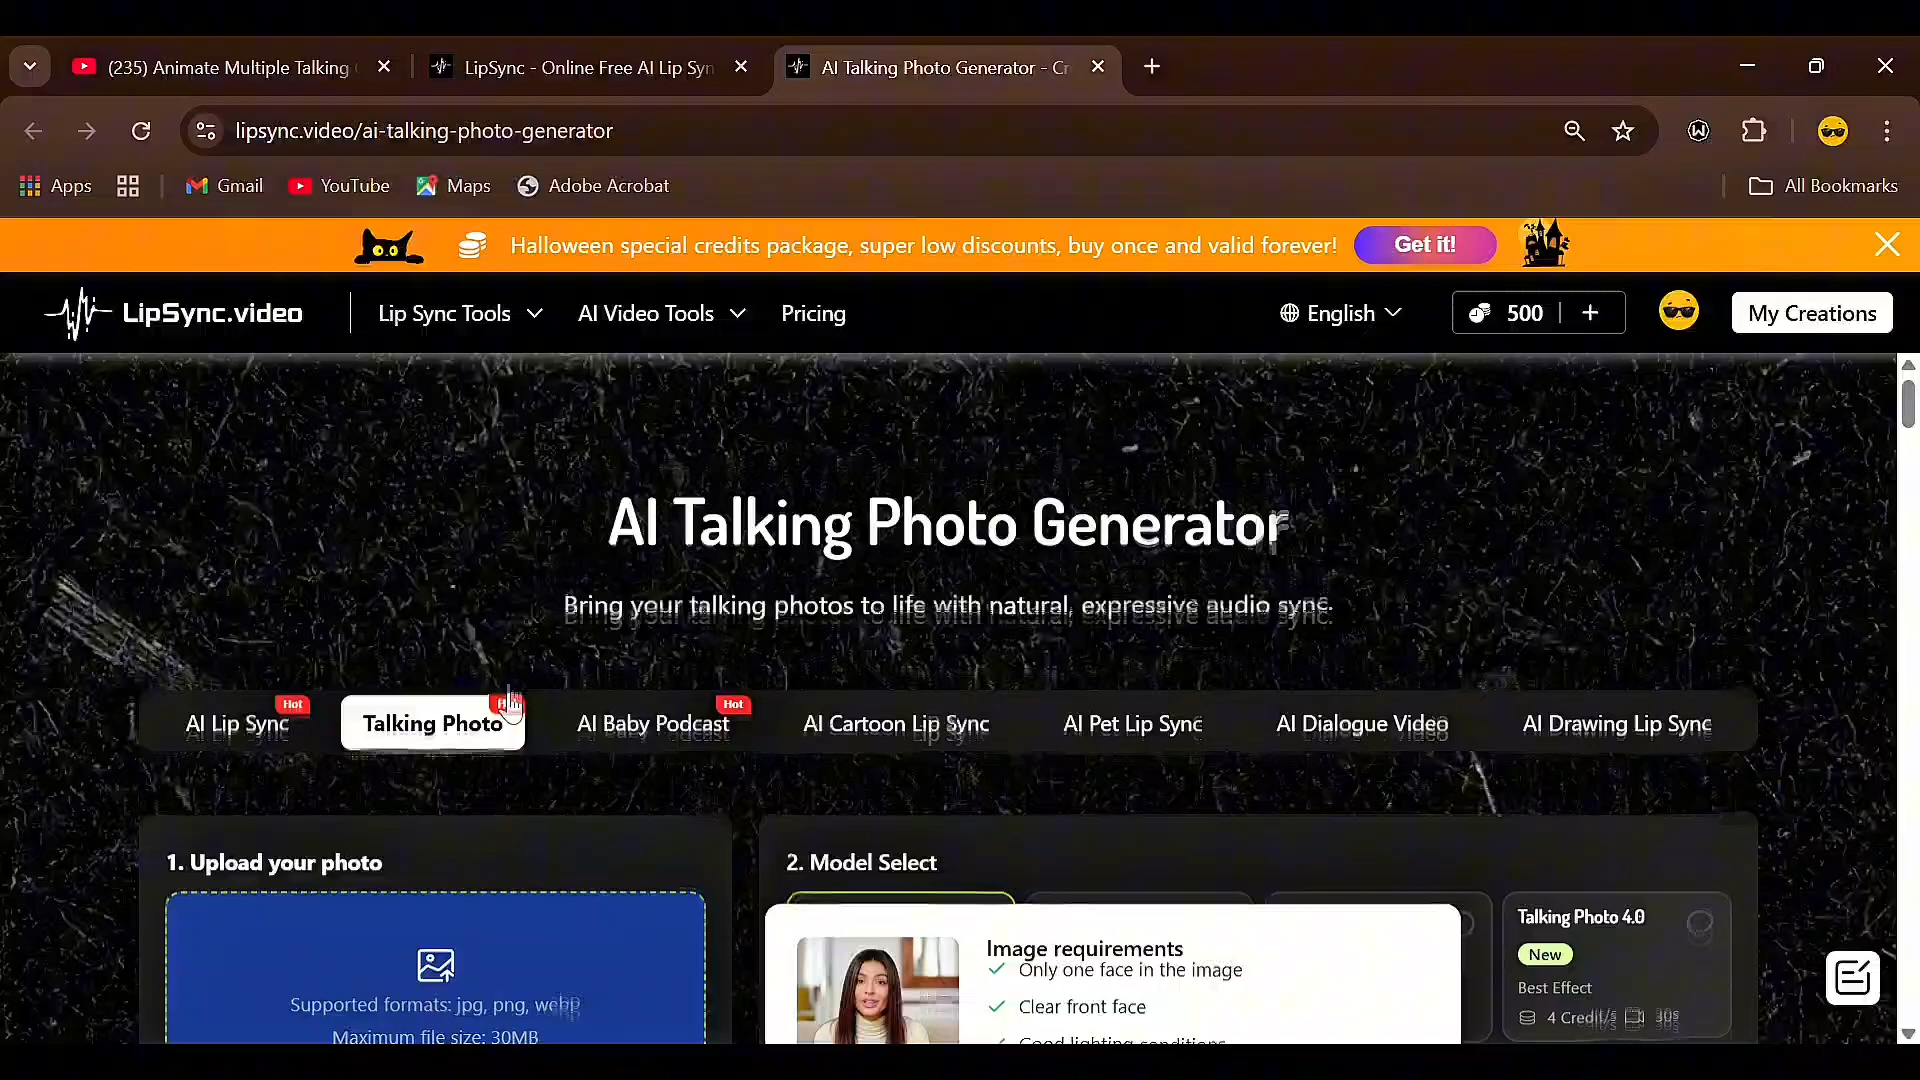 (235) Animate Multiple Talking
LipSync - Online Free AI Lip Syn
AI Talking Photo Generator - Cr
lipsync.video/ai-talking-photo-generator
Apps
Gmail
YouTube
Maps
Adobe Acrobat
All Bookmarks
Halloween special credits package, super low discounts, buy once and valid forever!
Get it!
LipSync.video
Lip Sync Tools
AI Video Tools
Pricing
English
500
My Creations
AI Talking Photo Generator
Bring your talking photos to life with natural, expressive audio sync.
Hot
Hot
AI Lip Sync
Talking Photo
AI Baby Podcast
AI Cartoon Lip Sync
AI Pet Lip Sync
AI Dialogue Video
AI Drawing Lip Sync
1. Upload your photo
Supported formats: jpg, png, webp
Maximum file size: 30MB
2. Model Select
Image requirements
Only one face in the image
Clear front face
Good lighting conditions
Talking Photo 4.0
New
Best Effect
4 Credit/s
30s